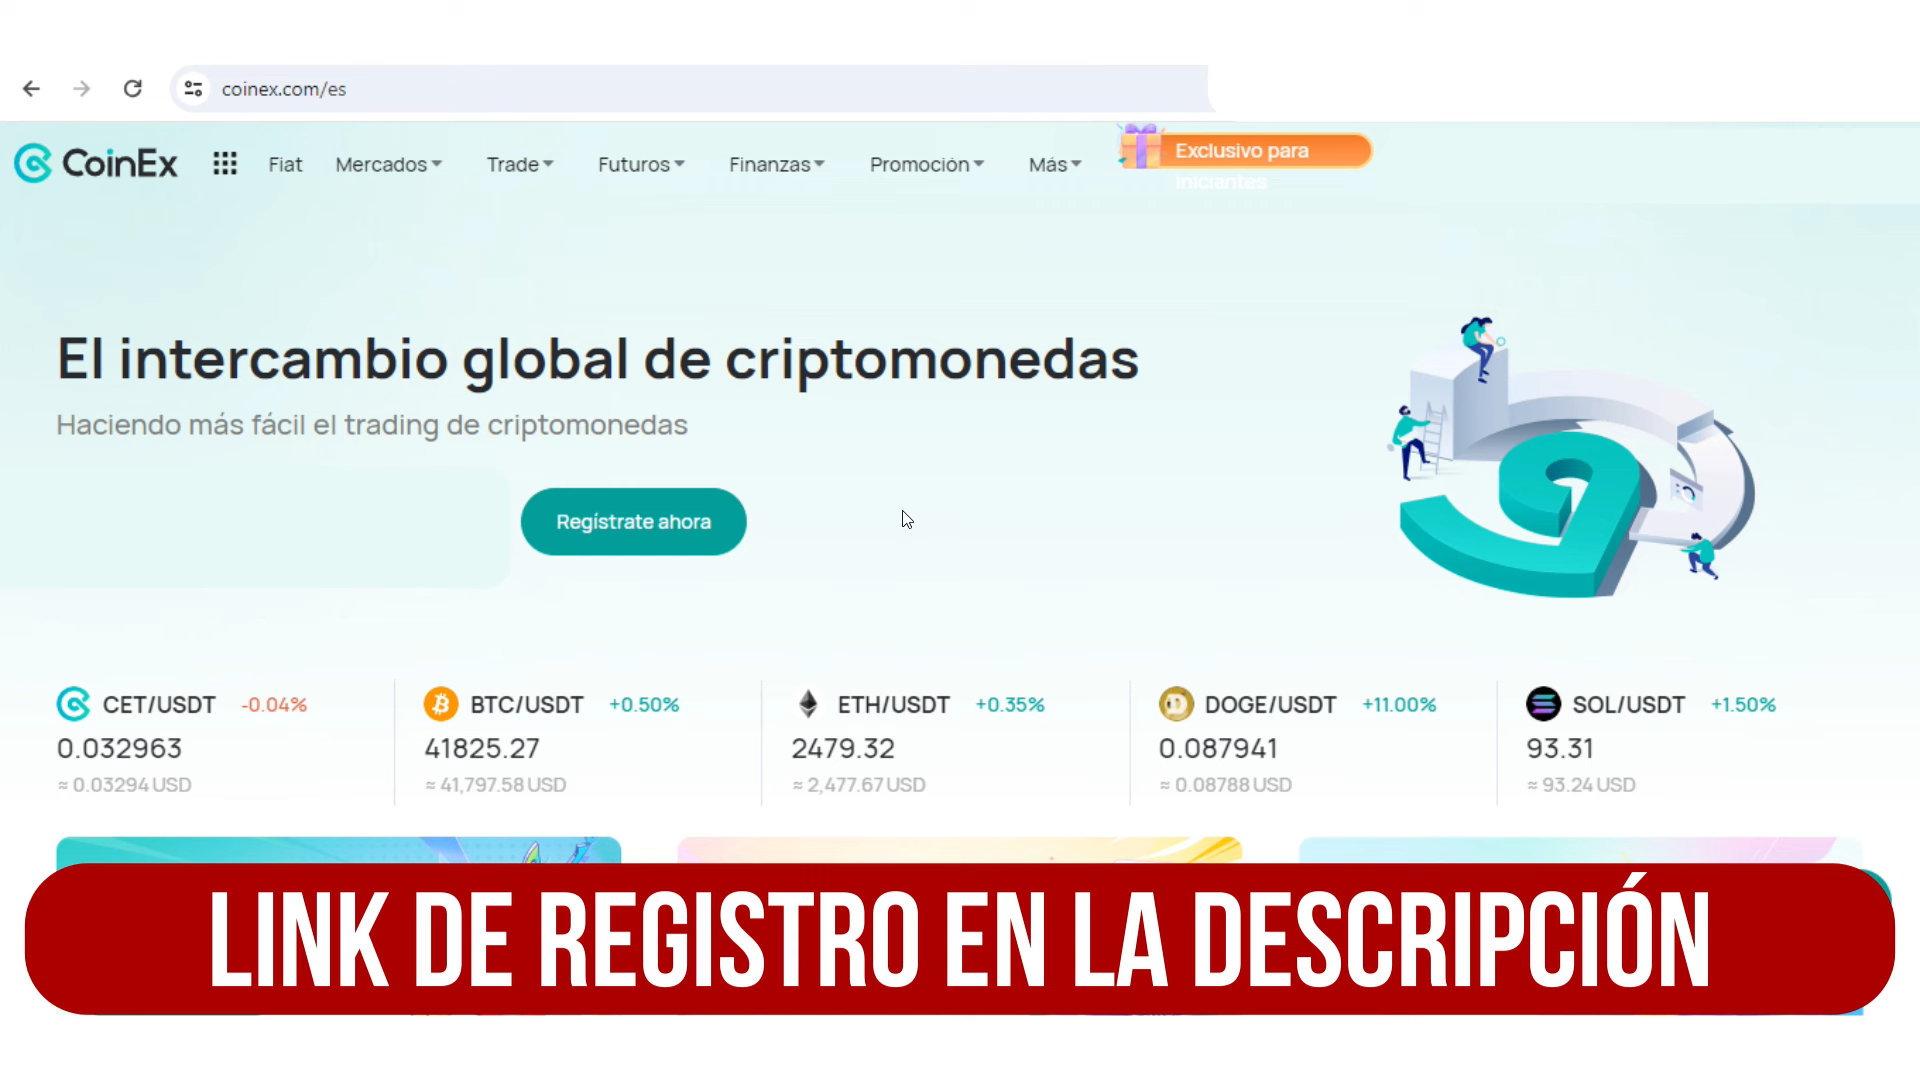 coinex.com/es
CoinEx
Fiat
Mercados
Trade
Futuros
Finanzas
Promoción
Más
Exclusivo para
iniciantes
El intercambio global de criptomonedas
Haciendo más fácil el trading de criptomonedas
Regístrate ahora
CET/USDT -0.04%
0.032963
≈ 0.03294 USD
BTC/USDT +0.50%
41825.27
≈ 41,797.58 USD
ETH/USDT +0.35%
2479.32
≈ 2,477.67 USD
DOGE/USDT +11.00%
0.087941
≈ 0.08788 USD
SOL/USDT +1.50%
93.31
≈ 93.24 USD
LINK DE REGISTRO EN LA DESCRIPCIÓN